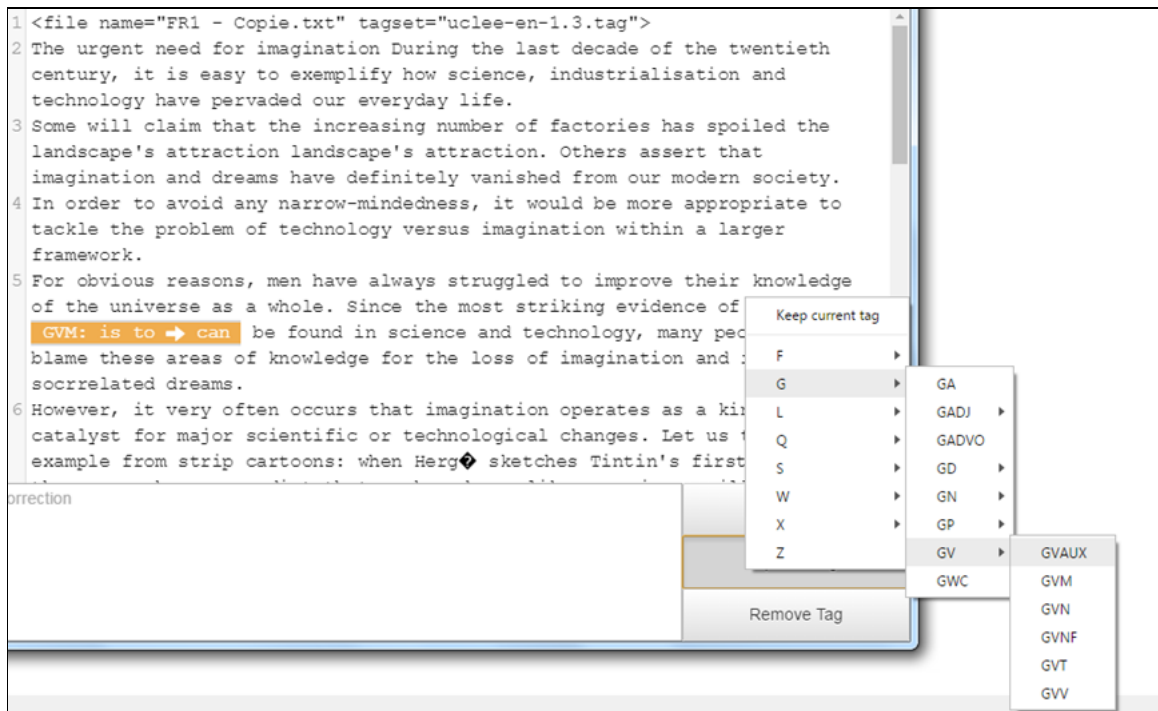 1 <file name="FR1 - Copie.txt" tagset="uclee-en-1.3.tag">
2 The urgent need for imagination During the last decade of the twentieth
century, it is easy to exemplify how science, industrialisation and
technology have pervaded our everyday life.
3 Some will claim that the increasing number of factories has spoiled the
landscape's attraction landscape's attraction. Others assert that
imagination and dreams have definitely vanished from our modern society.
4 In order to avoid any narrow-mindedness, it would be more appropriate to
tackle the problem of technology versus imagination within a larger
framework.
5 For obvious reasons, men have always struggled to improve their knowledge
of the universe as a whole. Since the most striking evidence of
GVM: is to ➔ can be found in science and technology, many
blame these areas of knowledge for the loss of imagination and
socrrelated dreams.
6 However, it very often occurs that imagination operates as a
catalyst for major scientific or technological changes. Let us
example from strip cartoons: when Herg� sketches Tintin's first
orrection
Remove Tag
Keep current tag
F
G
L
Q
S
W
X
Z
GA
GADJ
GADVO
GD
GN
GP
GV
GWC
GVAUX
GVM
GVN
GVNF
GVT
GVV